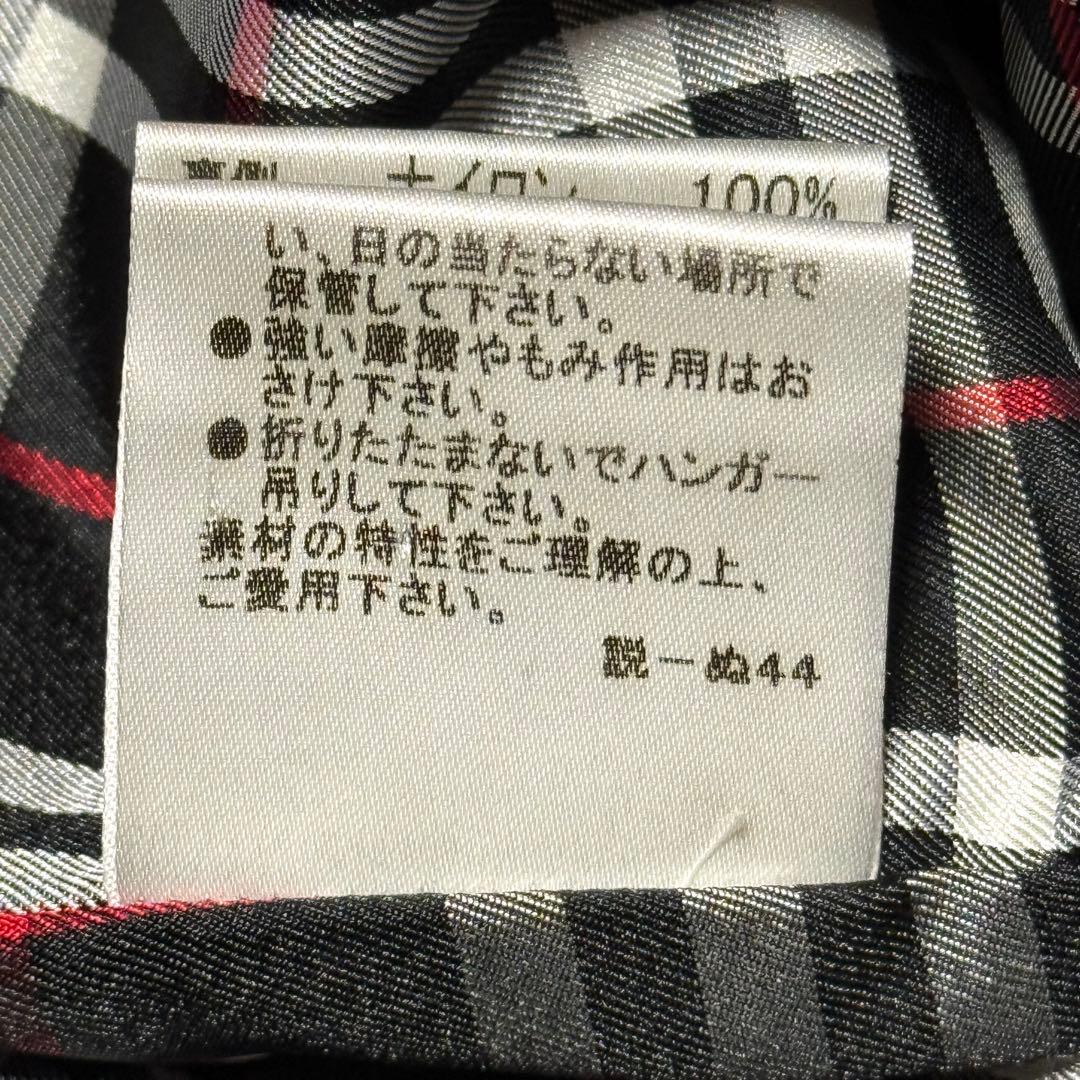 ナイロン 100%
い、日の当たらない場所で
保管して下さい。
●強い摩擦やもみ作用はお
さけ下さい。
●折りたたまないでハンガー
吊りして下さい。
素材の特性をご理解の上、
ご愛用下さい。
説ーぬ44